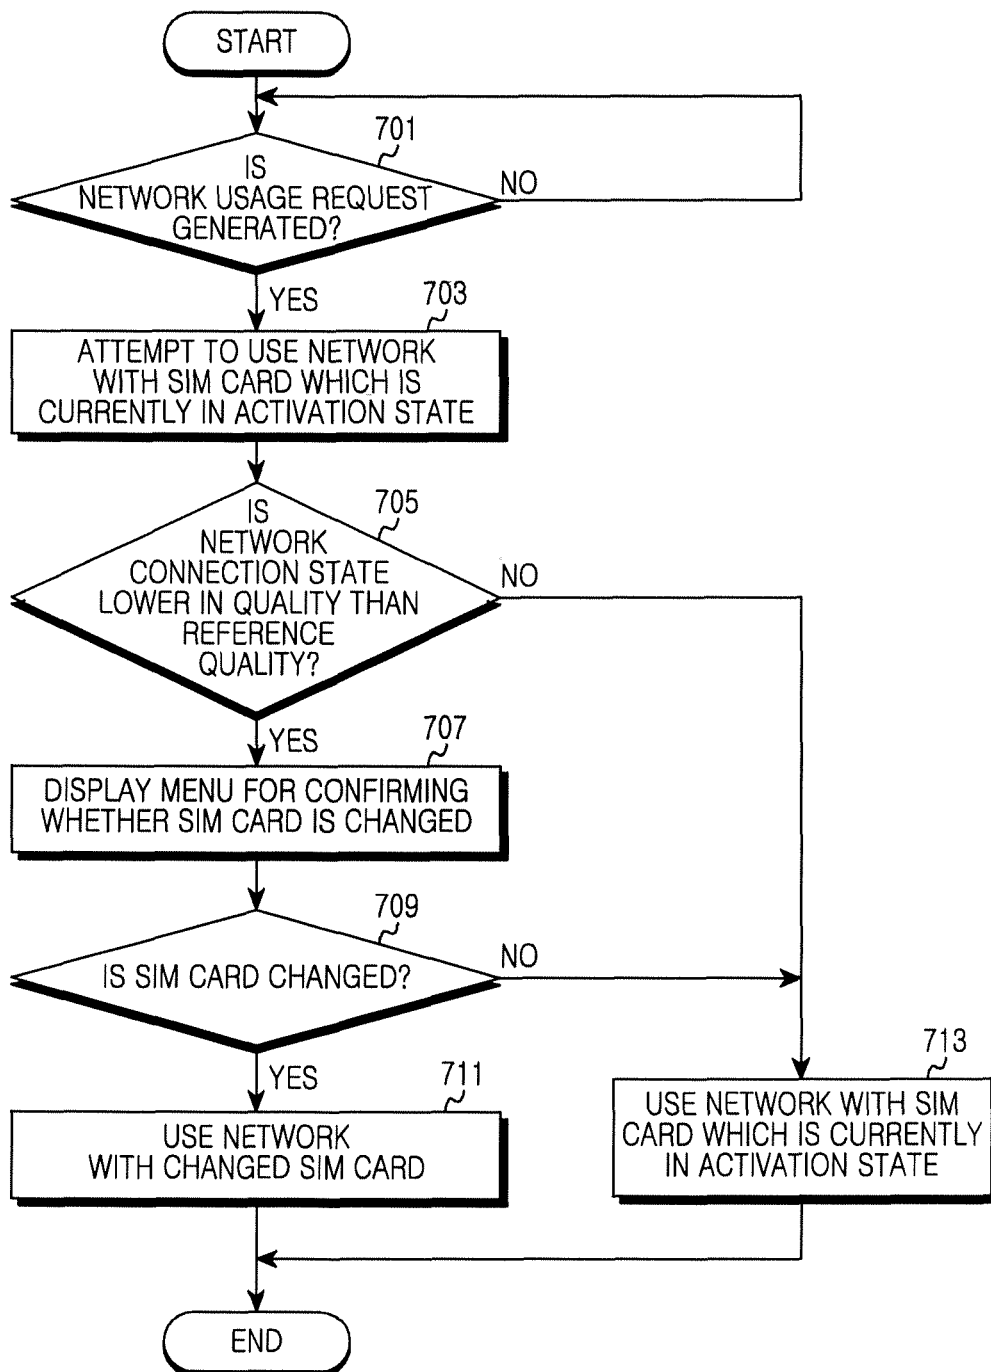 START
701
IS
NETWORK USAGE REQUEST
GENERATED?
NO
YES
703
ATTEMPT TO USE NETWORK
WITH SIM CARD WHICH IS
CURRENTLY IN ACTIVATION STATE
705
IS
NETWORK
CONNECTION STATE
LOWER IN QUALITY THAN
REFERENCE
QUALITY?
NO
YES
707
DISPLAY MENU FOR CONFIRMING
WHETHER SIM CARD IS CHANGED
709
IS SIM CARD CHANGED?
NO
YES
711
USE NETWORK
WITH CHANGED SIM CARD
713
USE NETWORK WITH SIM
CARD WHICH IS CURRENTLY
IN ACTIVATION STATE
END